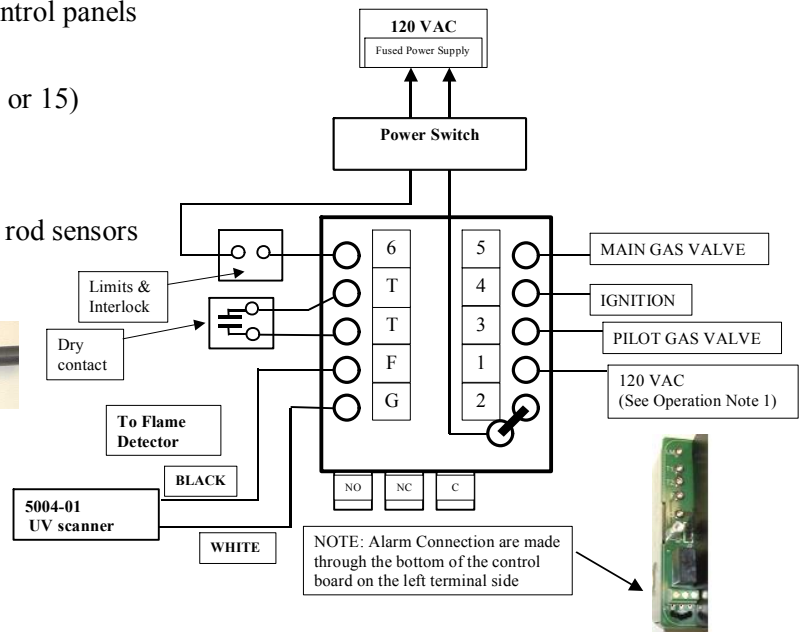 ntrol panels
or 15)
rod sensors
120 VAC
Fused Power Supply
Power Switch
Limits &
Interlock
Dry
contact
6
T
T
F
G
5
4
3
1
2
MAIN GAS VALVE
IGNITION
PILOT GAS VALVE
120 VAC
(See Operation Note 1)
To Flame
Detector
BLACK
5004-01
UV scanner
WHITE
NO
NC
C
NOTE: Alarm Connection are made
through the bottom of the control
board on the left terminal side